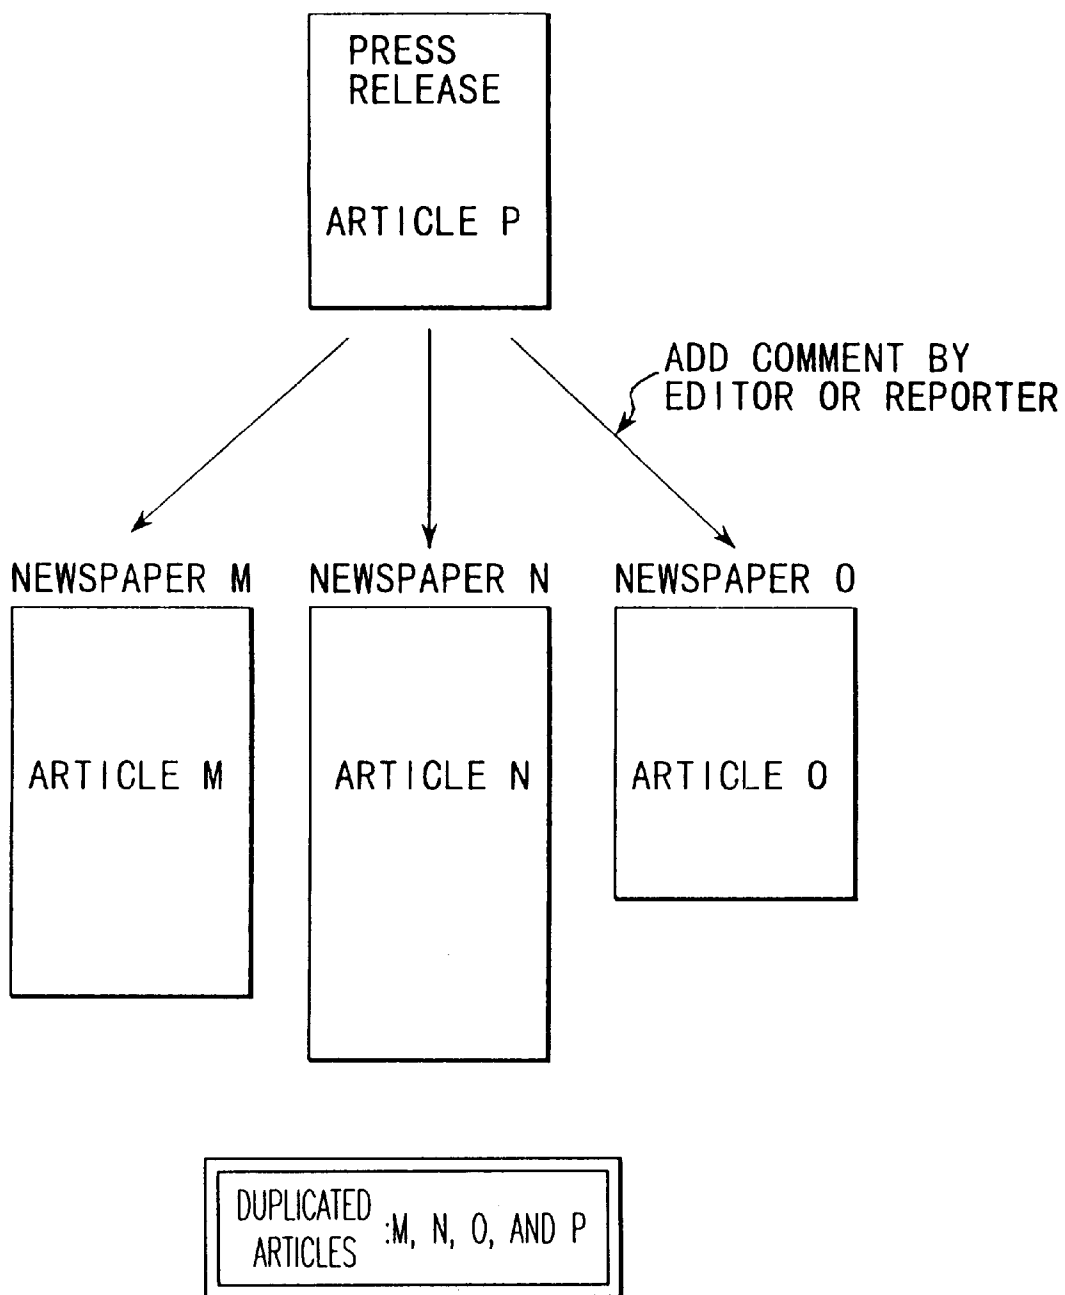 PRESS
RELEASE
ARTICLE P
ADD COMMENT BY
EDITOR OR REPORTER
NEWSPAPER M
NEWSPAPER N
NEWSPAPER O
ARTICLE M
ARTICLE N
ARTICLE O
DUPLICATED
ARTICLES
:M, N, O, AND P